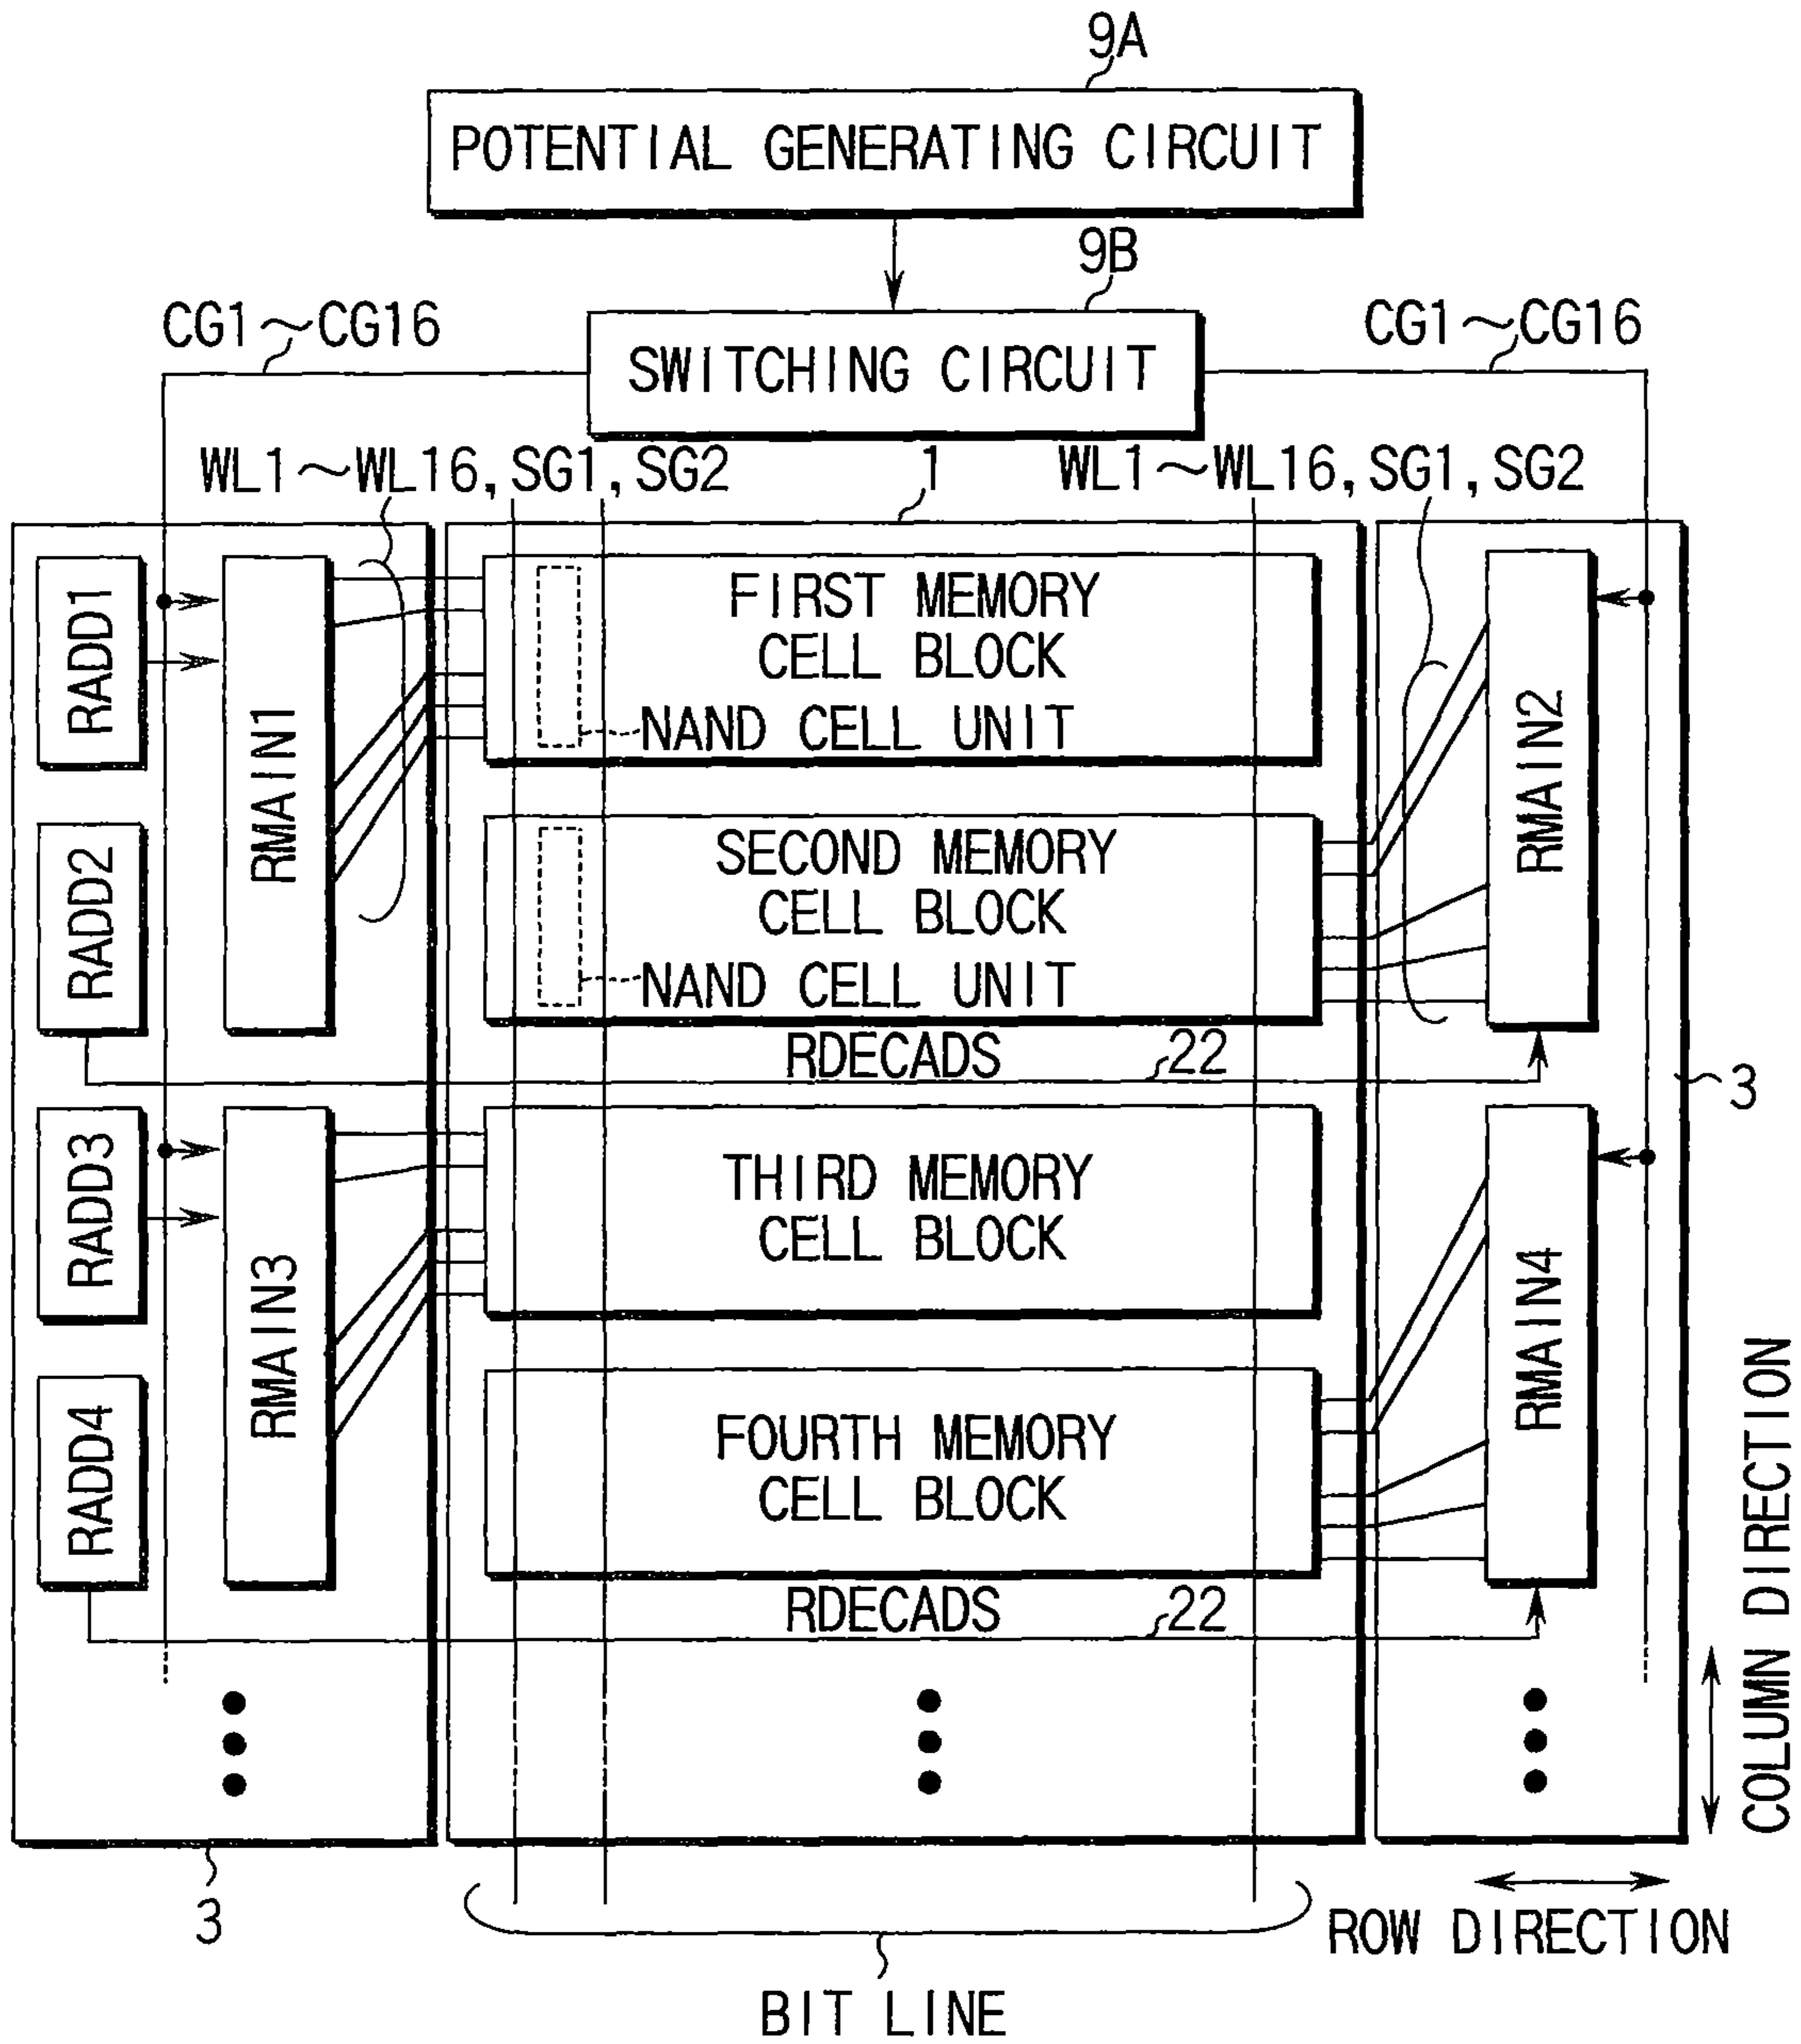 9A
POTENTIAL GENERATING CIRCUIT
9B
CG1~CG16
SWITCHING CIRCUIT
CG1~CG16
WL1~WL16, SG1, SG2
1
WL1~WL16, SG1, SG2
RADD1
RMAIN1
FIRST MEMORY
CELL BLOCK
NAND CELL UNIT
RMAIN2
RADD2
SECOND MEMORY
CELL BLOCK
NAND CELL UNIT
RDECADS
22
3
RADD3
RMAIN3
THIRD MEMORY
CELL BLOCK
RMAIN4
RADD4
FOURTH MEMORY
CELL BLOCK
RDECADS
22
COLUMN DIRECTION
3
ROW DIRECTION
BIT LINE